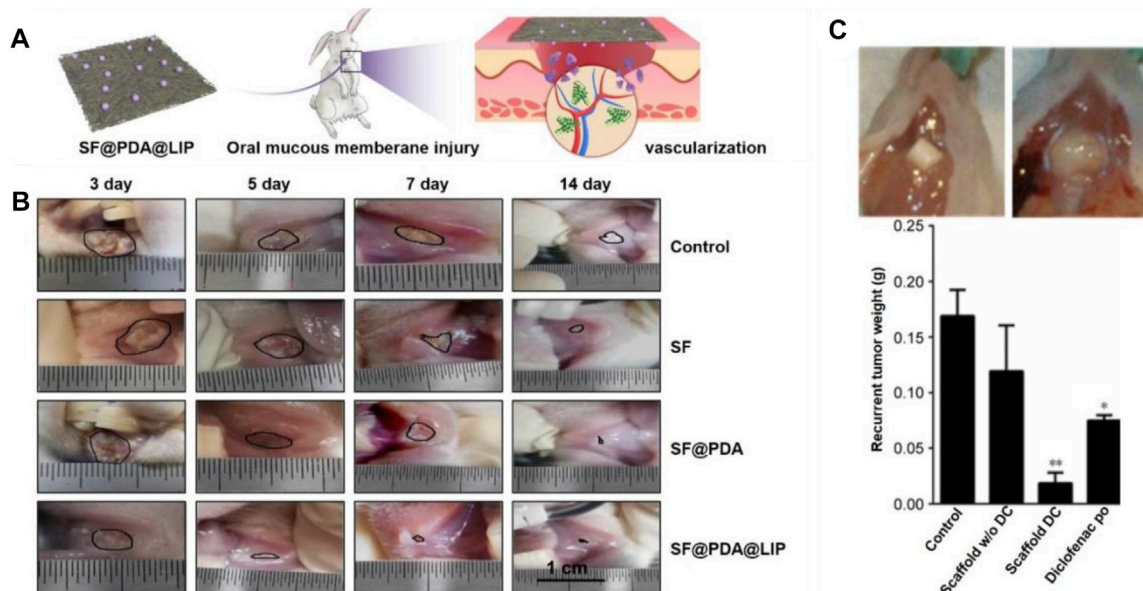 A
SF@PDA@LIP
Oral mucous memberane injury
vascularization
B
3 day
5 day
7 day
14 day
Control
SF
SF@PDA
SF@PDA@LIP
1 cm
C
Recurrent tumor weight (g)
0.25
0.20
0.15
0.10
0.05
0.00
**
*
Control
Scaffold w/o DC
Scaffold DC
Diclofenac po